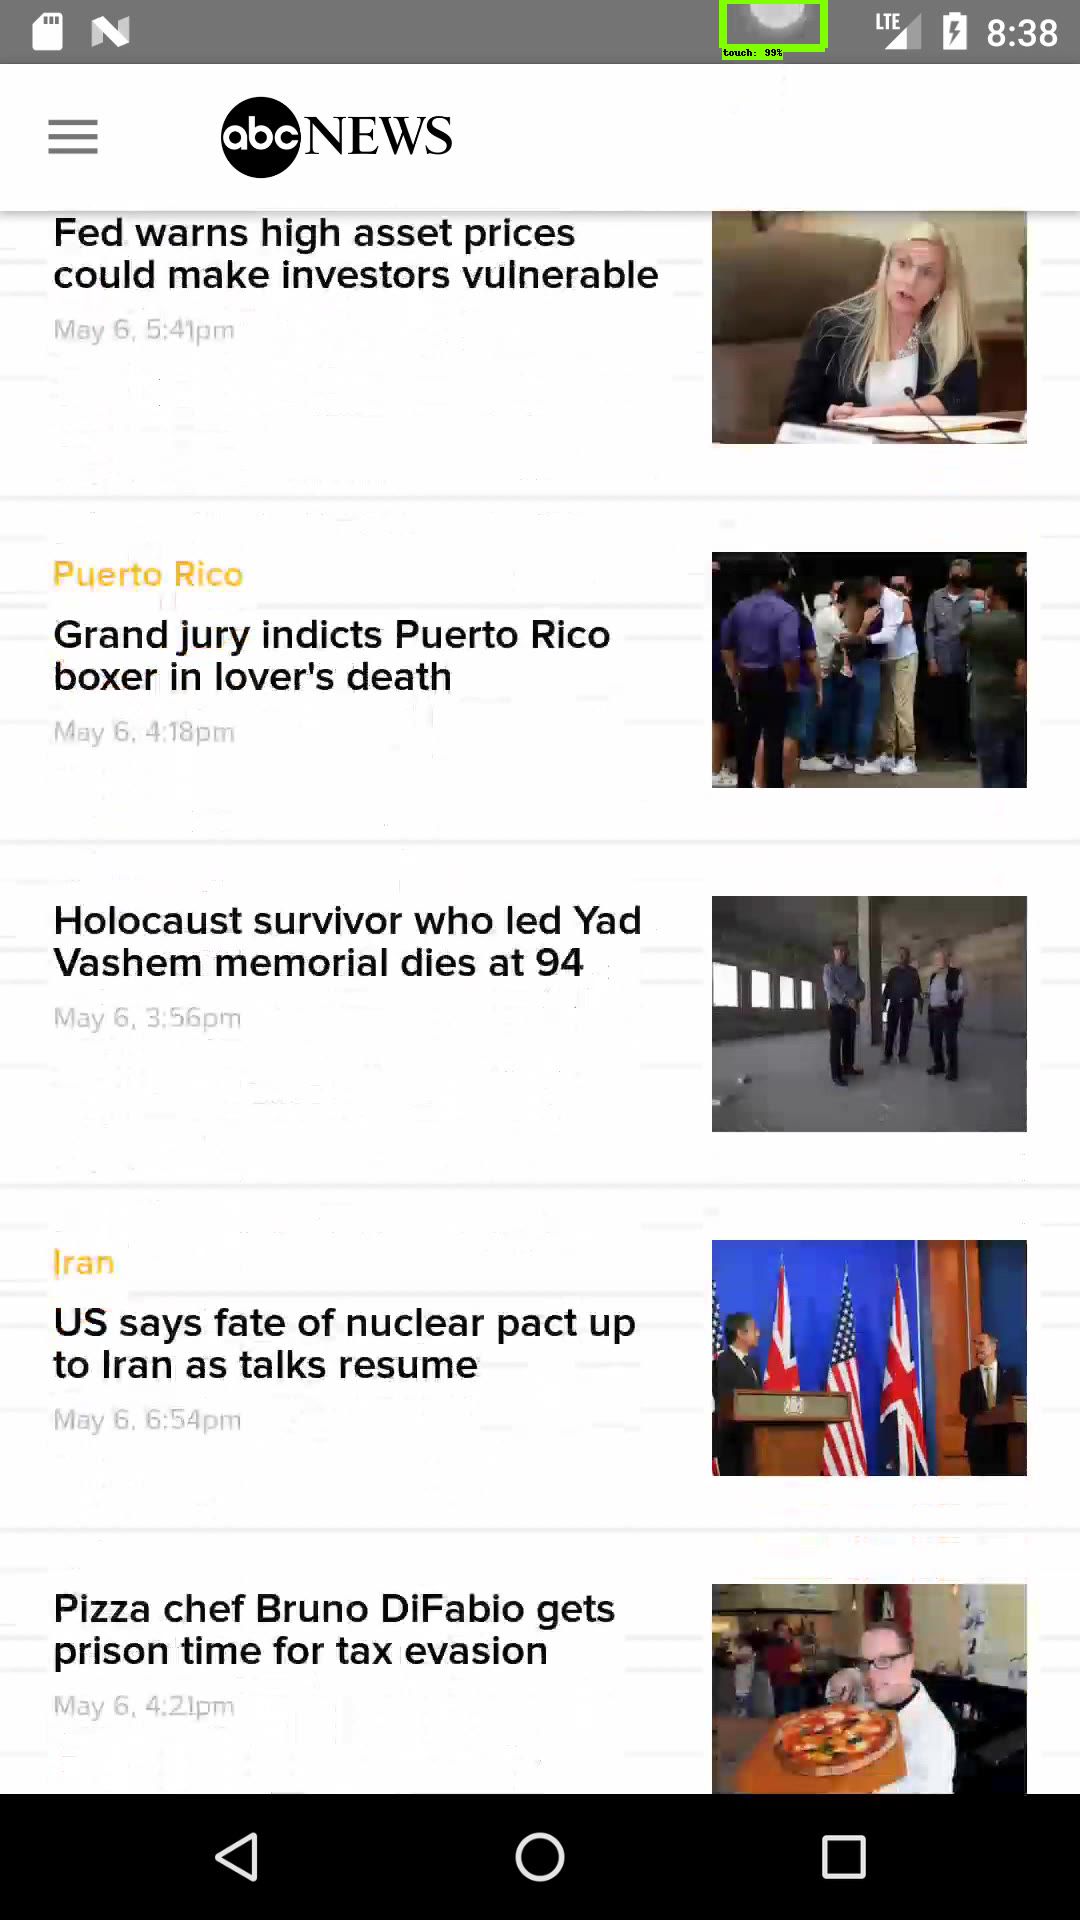 LTE
8:38
touch: 99%
abc NEWS
Fed warns high asset prices
could make investors vulnerable
May 6, 5:41pm
Puerto Rico
Grand jury indicts Puerto Rico
boxer in lover's death
May 6, 4:18pm
Holocaust survivor who led Yad
Vashem memorial dies at 94
May 6, 3:56pm
Iran
US says fate of nuclear pact up
to Iran as talks resume
May 6, 6:54pm
Pizza chef Bruno DiFabio gets
prison time for tax evasion
May 6, 4:21pm